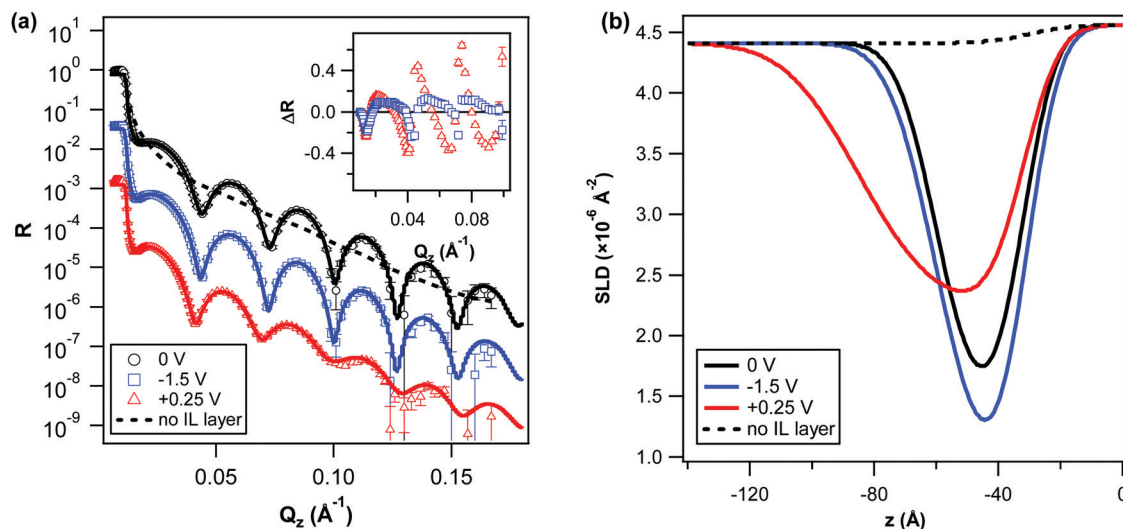 (a)
10¹
10⁰
10⁻¹
10⁻²
10⁻³
10⁻⁴
10⁻⁵
10⁻⁶
10⁻⁷
10⁻⁸
10⁻⁹
R
0.4
0.0
-0.4
ΔR
0.04
0.08
Q_z (Å⁻¹)
0 V
-1.5 V
+0.25 V
no IL layer
0.05
0.10
0.15
Q_z (Å⁻¹)
(b)
4.5
4.0
3.5
3.0
2.5
2.0
1.5
1.0
SLD (×10⁻⁶ Å⁻²)
0 V
-1.5 V
+0.25 V
no IL layer
-120
-80
-40
0
z (Å)